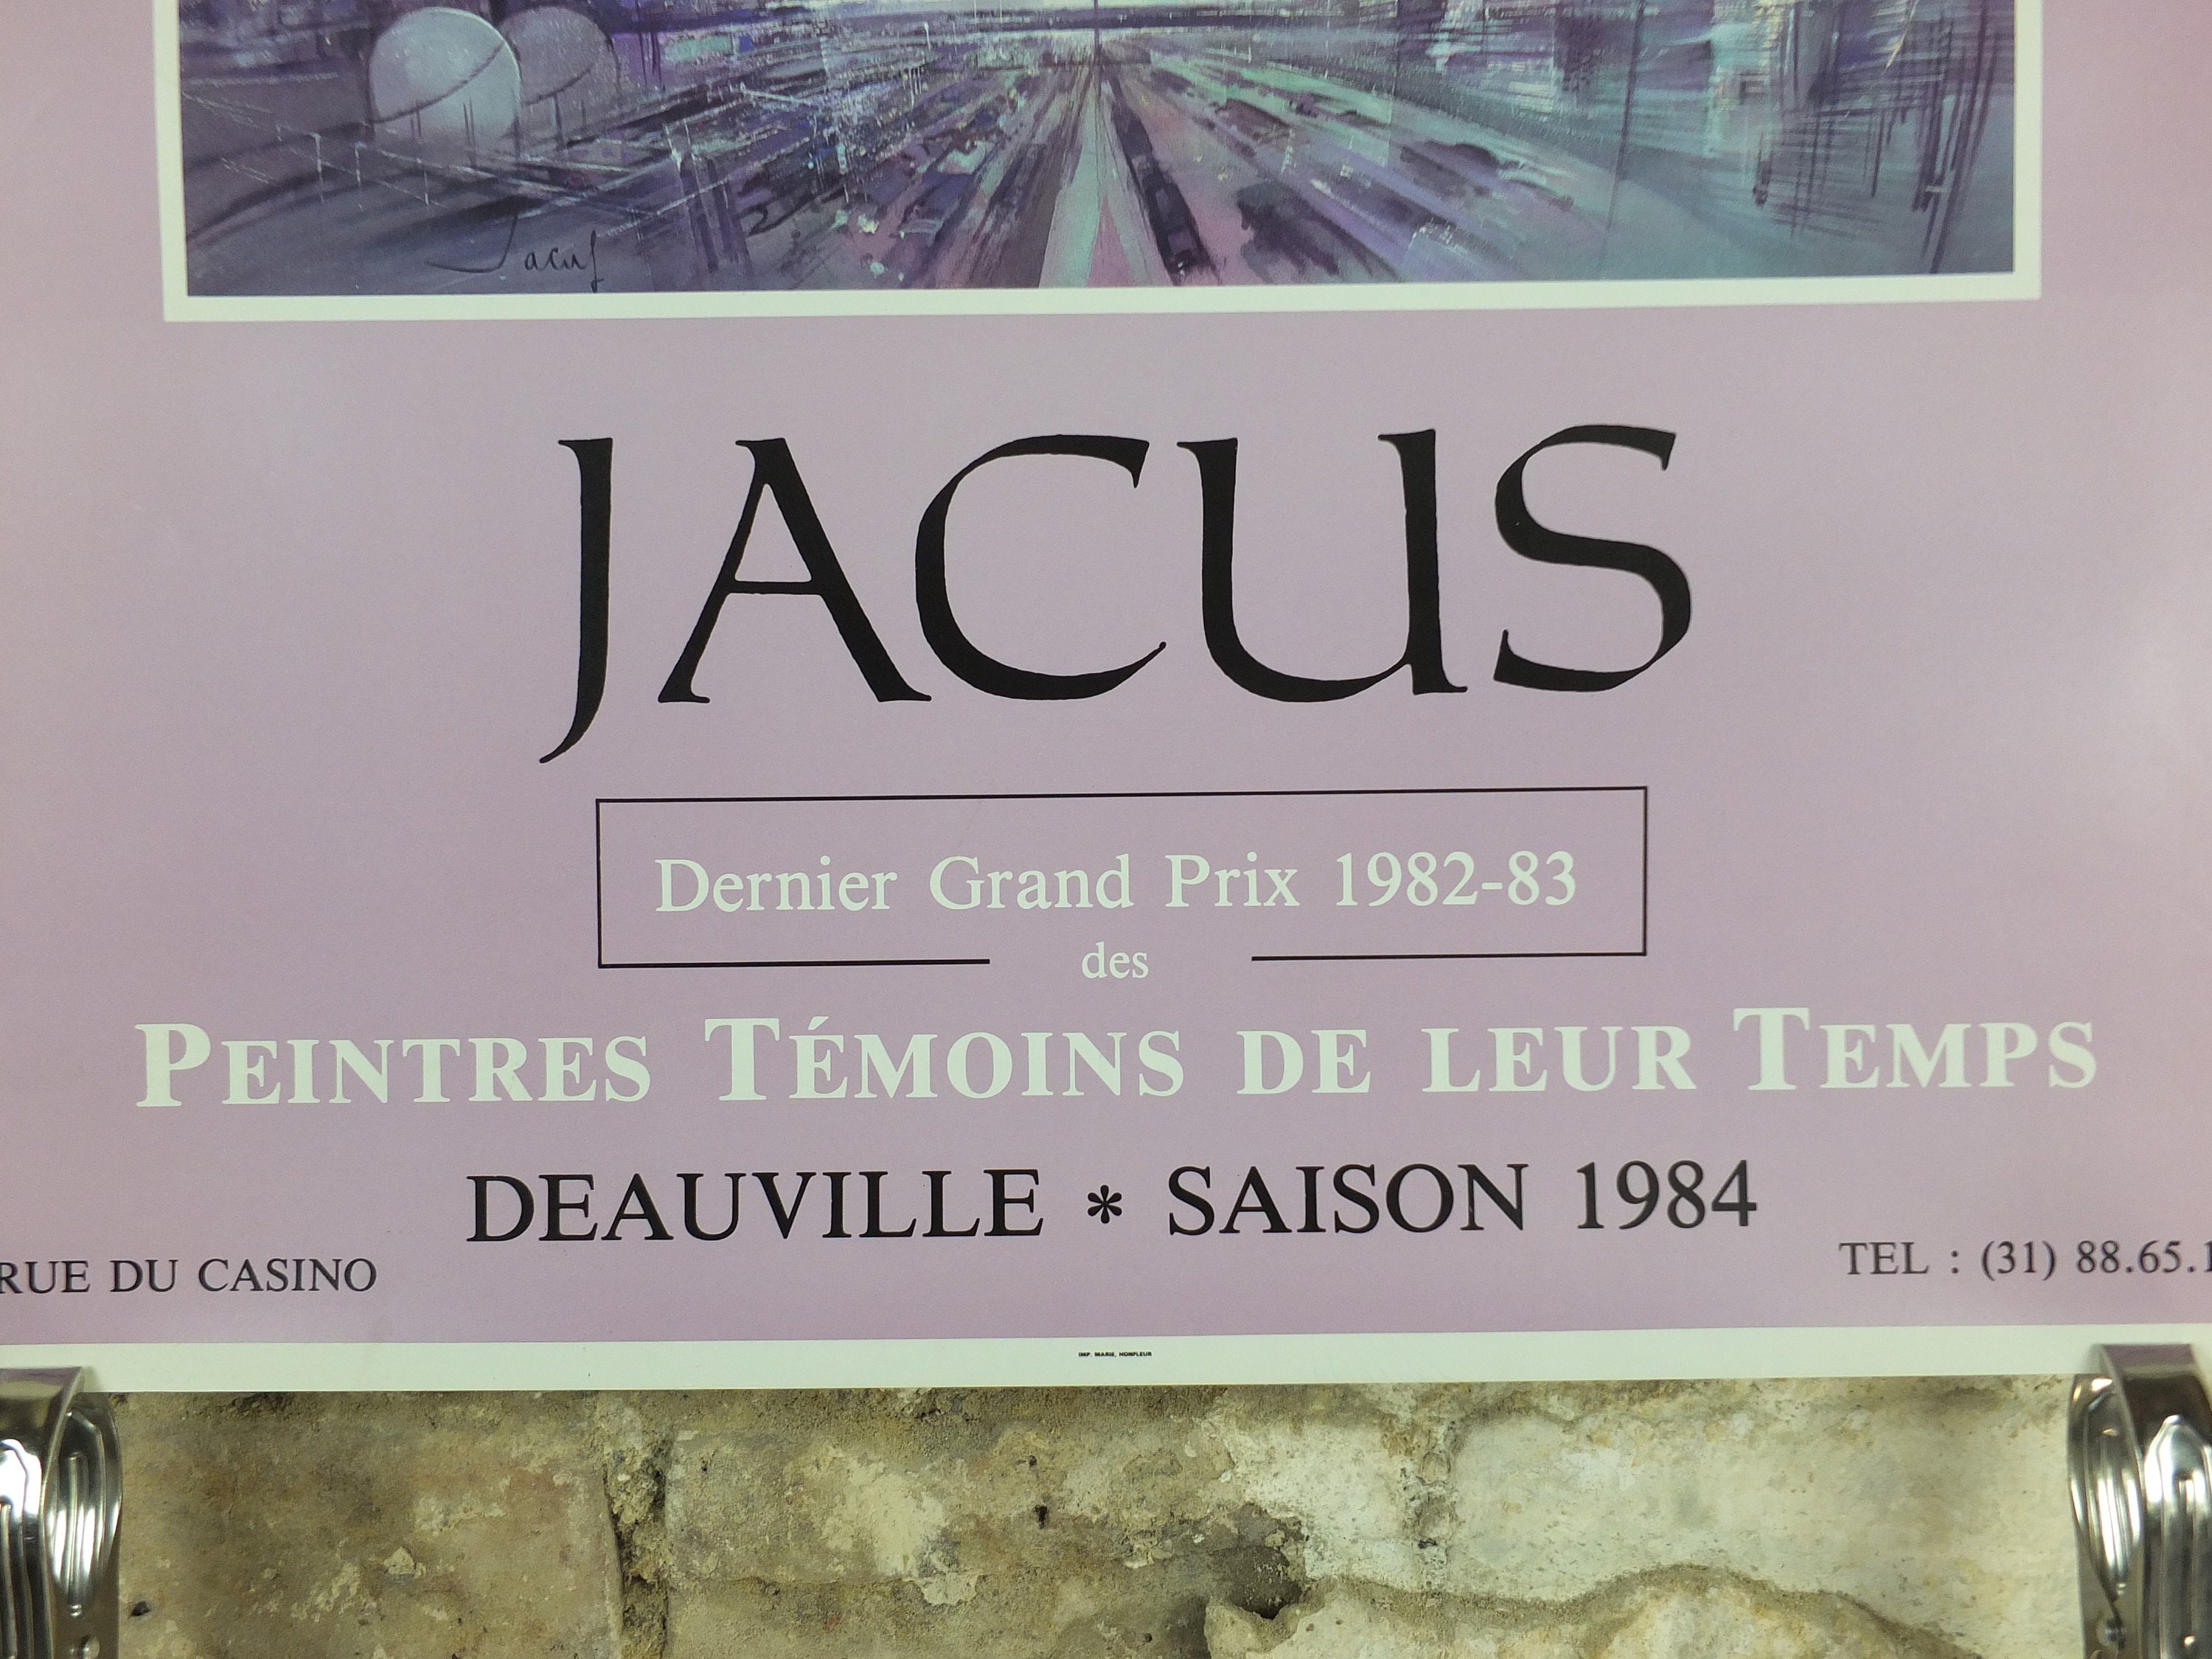 Jacus
JACUS
Dernier Grand Prix 1982-83
des
PEINTRES TÉMOINS DE LEUR TEMPS
DEAUVILLE * SAISON 1984
RUE DU CASINO
TEL : (31) 88.65.1
IMP. MARIE, HONFLEUR